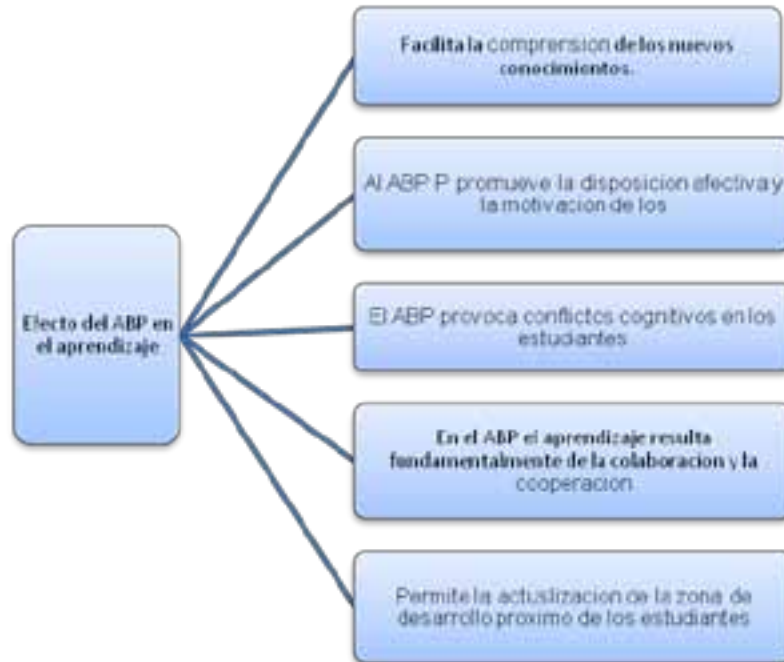 Facilita la comprension de los nuevos
conocimientos.
Al ABP P promueve la disposicion afectiva y
la motivacion de los
Efecto del ABP en
el aprendizaje
El ABP provoca conflictos cognitivos en los
estudiantes
En el ABP el aprendizaje resulta
fundamentalmente de la colaboracion y la
cooperacion
Permite la actuslizacion de la zona de
desarrollo proximo de los estudiantes